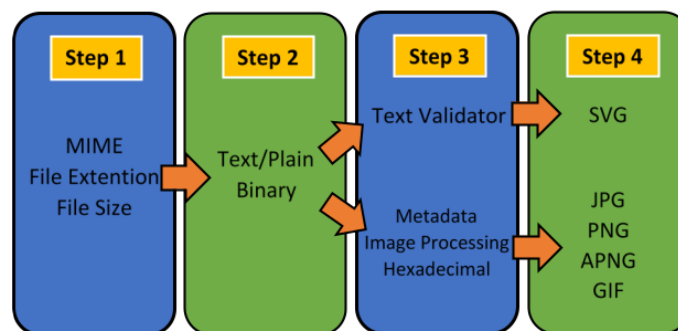 Step 1
MIME
File Extention
File Size
Step 2
Text/Plain
Binary
Step 3
Text Validator
Metadata
Image Processing
Hexadecimal
Step 4
SVG
JPG
PNG
APNG
GIF